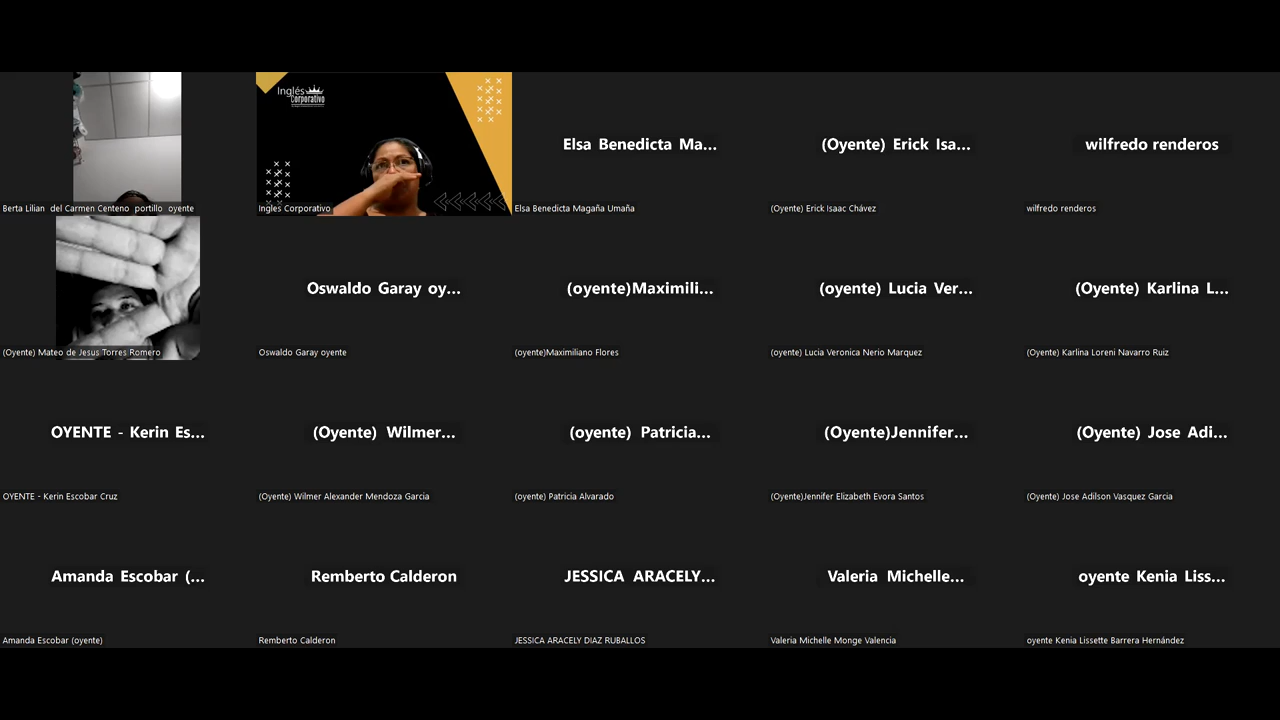 Inglés
Corporativo
Elsa Benedicta Ma...
(Oyente) Erick Isa...
wilfredo renderos
Berta Lilian del Carmen Centeno portillo oyente
Ingles Corporativo
Elsa Benedicta Magaña Umaña
(Oyente) Erick Isaac Chávez
wilfredo renderos
Oswaldo Garay oy...
(oyente)Maximili...
(oyente) Lucia Ver...
(Oyente) Karlina L...
(Oyente) Mateo de Jesus Torres Romero
Oswaldo Garay oyente
(oyente)Maximiliano Flores
(oyente) Lucia Veronica Nerio Marquez
(Oyente) Karlina Loreni Navarro Ruiz
OYENTE - Kerin Es...
(Oyente) Wilmer...
(oyente) Patricia...
(Oyente)Jennifer...
(Oyente) Jose Adi...
OYENTE - Kerin Escobar Cruz
(Oyente) Wilmer Alexander Mendoza Garcia
(oyente) Patricia Alvarado
(Oyente)Jennifer Elizabeth Evora Santos
(Oyente) Jose Adilson Vasquez Garcia
Amanda Escobar (...
Remberto Calderon
JESSICA ARACELY...
Valeria Michelle...
oyente Kenia Liss...
Amanda Escobar (oyente)
Remberto Calderon
JESSICA ARACELY DIAZ RUBALLOS
Valeria Michelle Monge Valencia
oyente Kenia Lissette Barrera Hernández